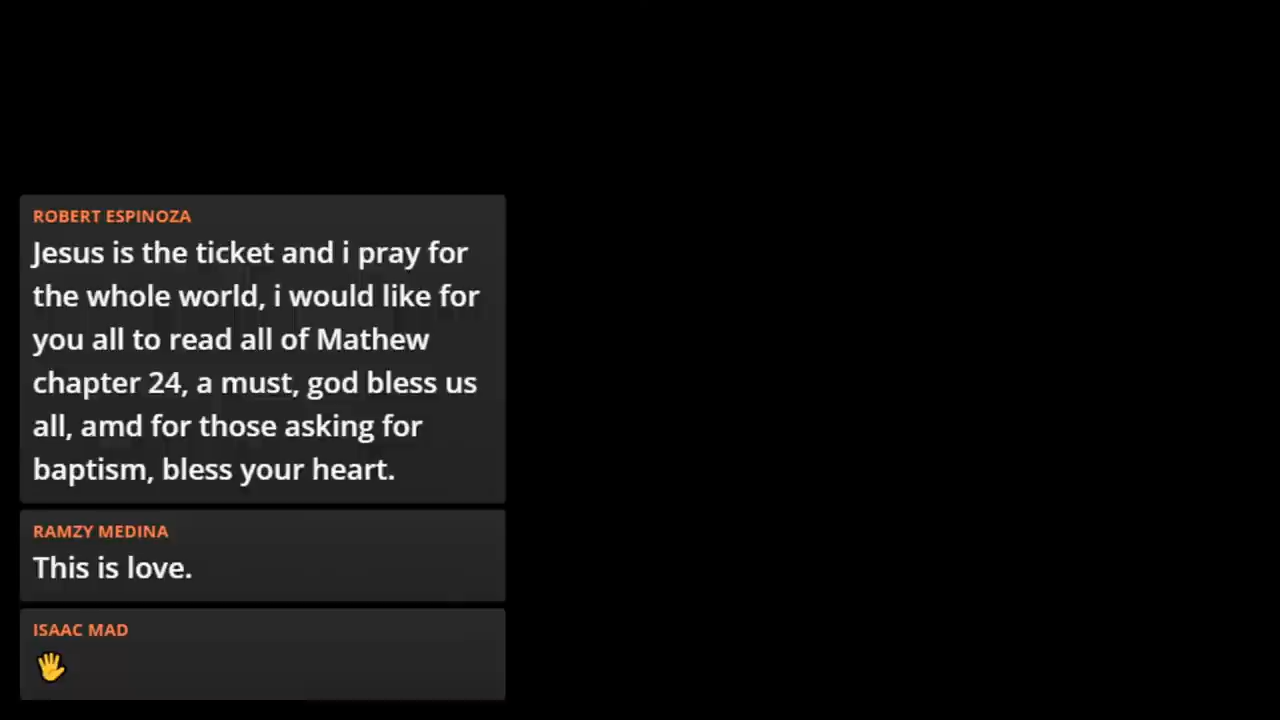 ROBERT ESPINOZA
Jesus is the ticket and i pray for
the whole world, i would like for
you all to read all of Mathew
chapter 24, a must, god bless us
all, amd for those asking for
baptism, bless your heart.
RAMZY MEDINA
This is love.
ISAAC MAD
🖐